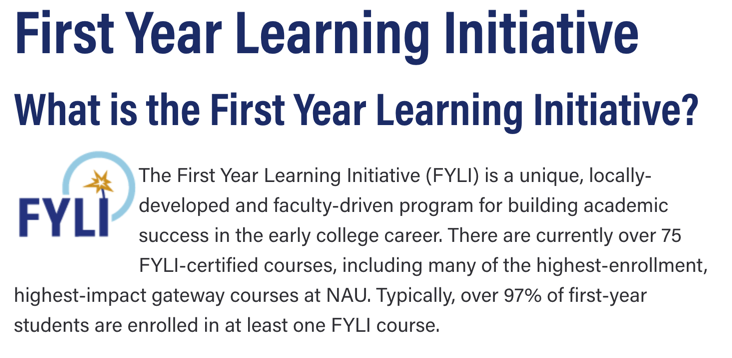 First Year Learning Initiative
What is the First Year Learning Initiative?
FYLI
The First Year Learning Initiative (FYLI) is a unique, locally-
developed and faculty-driven program for building academic
success in the early college career. There are currently over 75
FYLI-certified courses, including many of the highest-enrollment,
highest-impact gateway courses at NAU. Typically, over 97% of first-year
students are enrolled in at least one FYLI course.